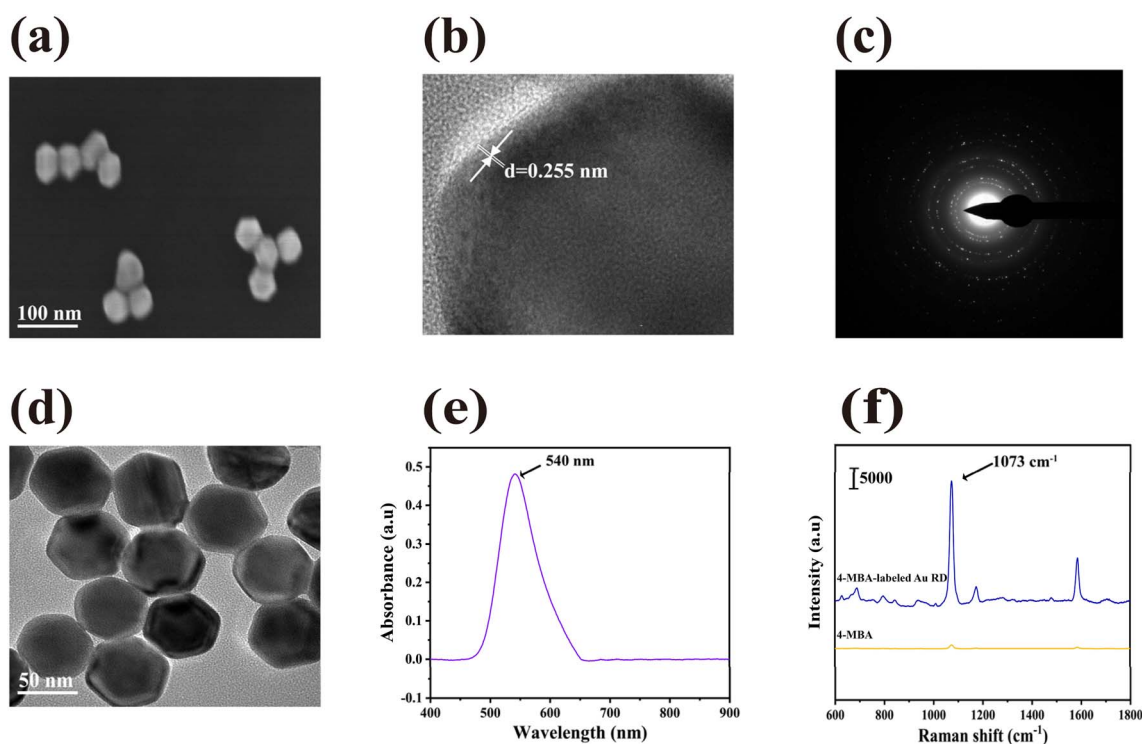 (a)
(b)
(c)
d=0.255 nm
100 nm
(d)
(e)
(f)
50 nm
540 nm
0.5
0.4
0.3
0.2
0.1
0.0
-0.1
Absorbance (a.u)
400
500
600
700
800
900
Wavelength (nm)
5000
1073 cm⁻¹
4-MBA-labeled Au RD
4-MBA
Intensity (a.u)
600
800
1000
1200
1400
1600
1800
Raman shift (cm⁻¹)